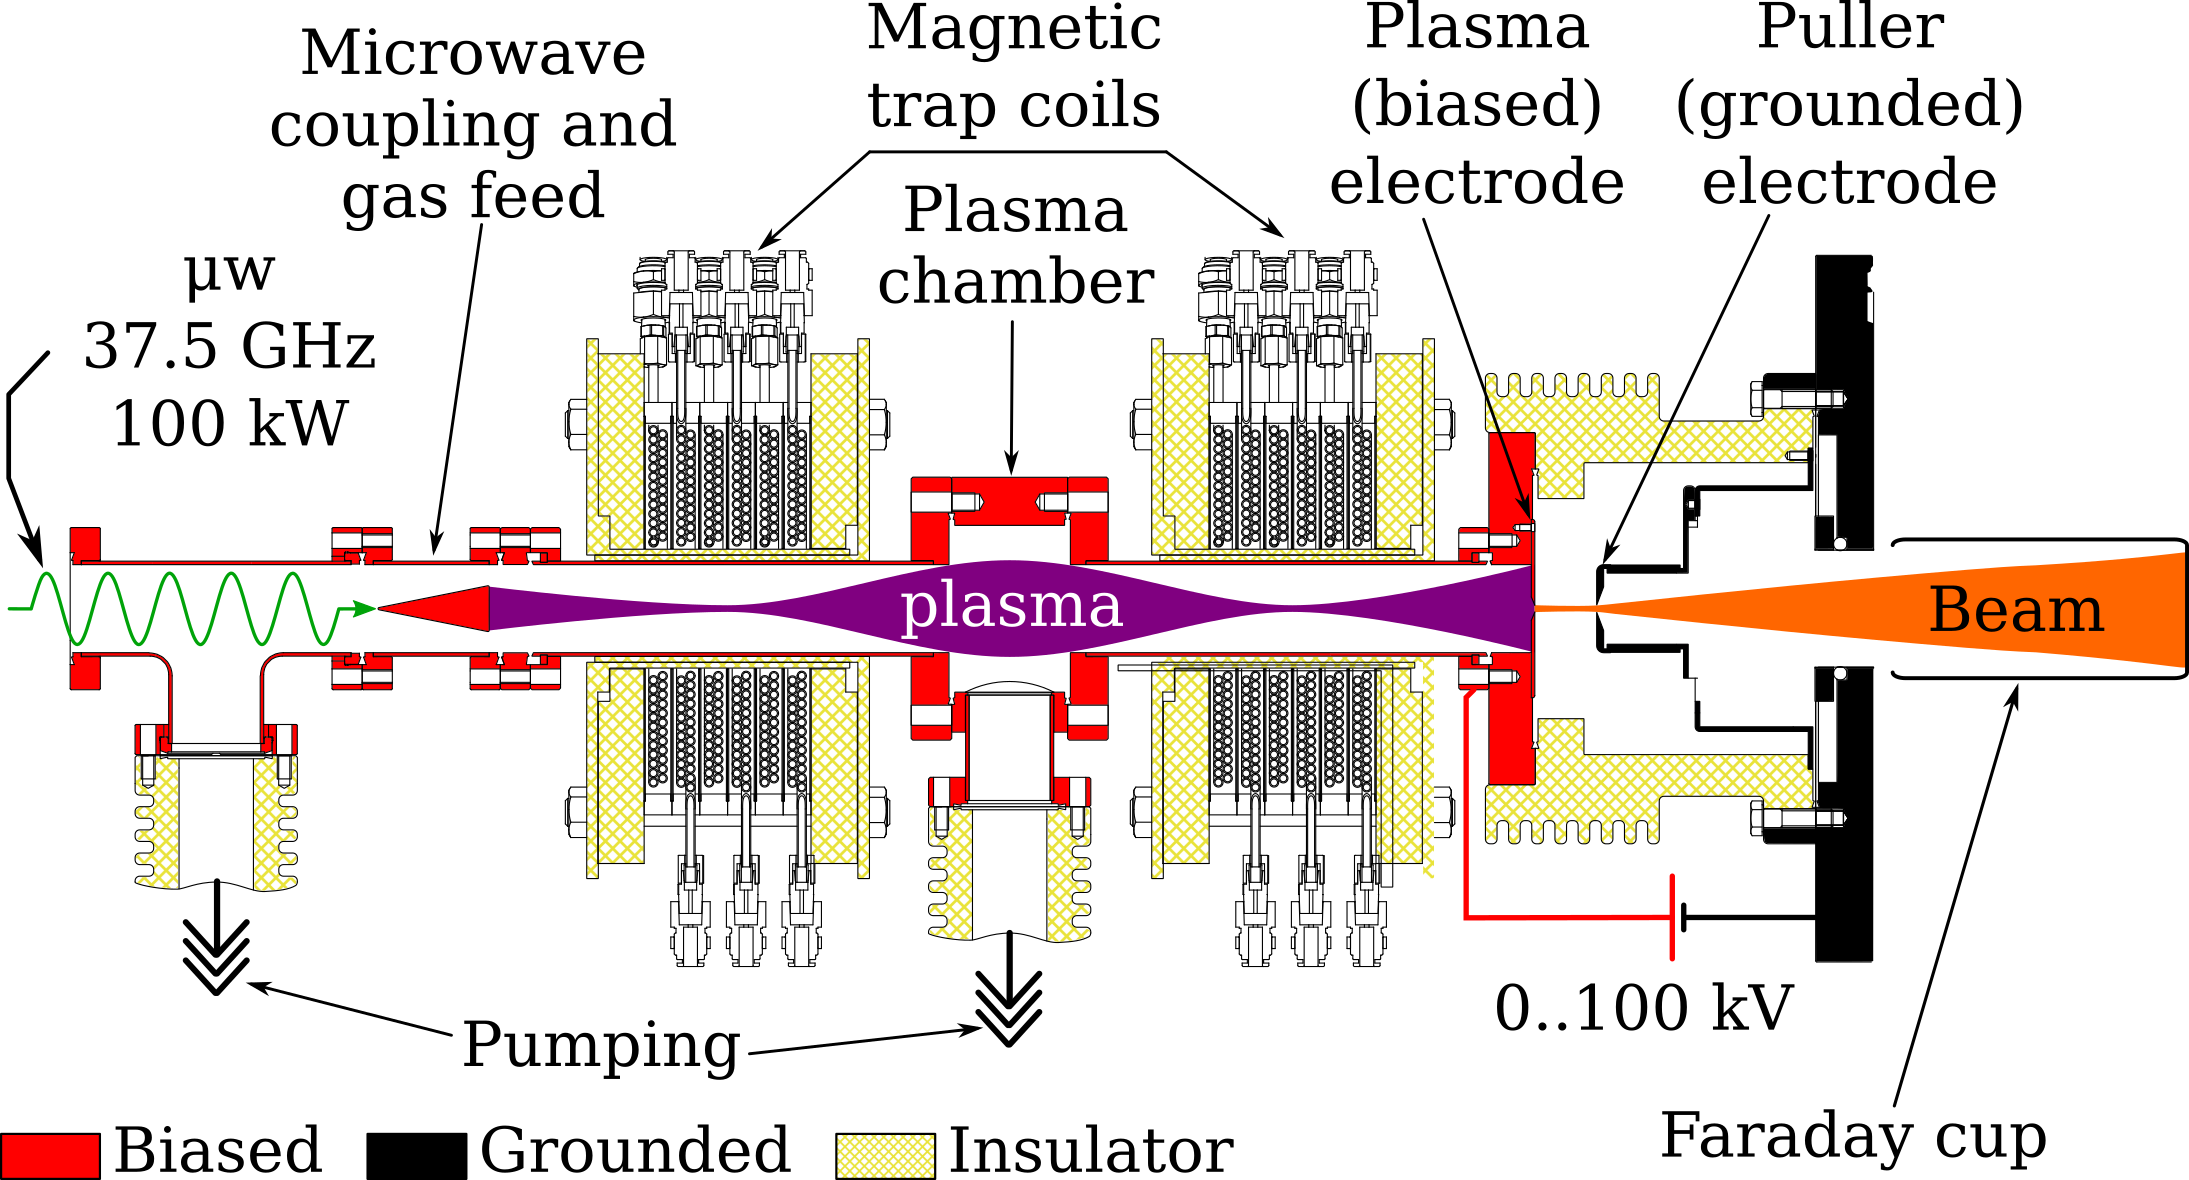 Microwave
coupling and
gas feed
Magnetic
trap coils
Plasma
(biased)
electrode
Puller
(grounded)
electrode
Plasma
chamber
μw
37.5 GHz
100 kW
plasma
Beam
0..100 kV
Pumping
Faraday cup
Biased
Grounded
Insulator